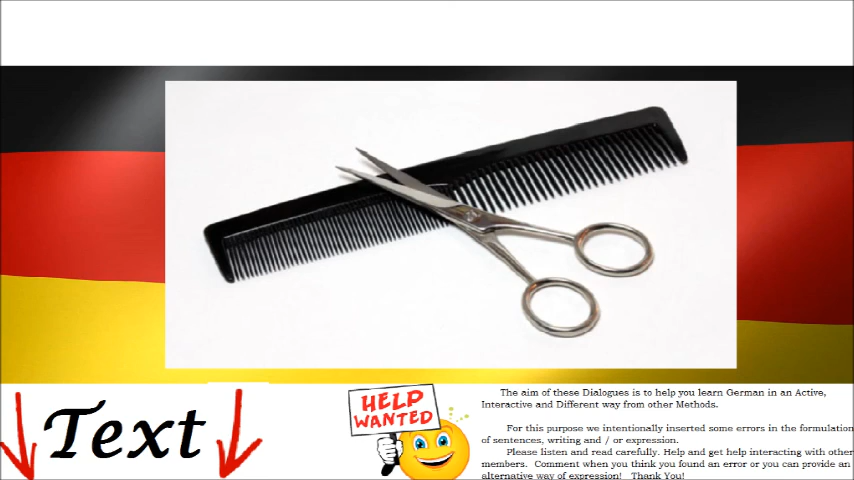 Text
HELP
WANTED
The aim of these Dialogues is to help you learn German in an Active,
Interactive and Different way from other Methods.
For this purpose we intentionally inserted some errors in the formulation
of sentences, writing and / or expression.
Please listen and read carefully. Help and get help interacting with other
members. Comment when you think you found an error or you can provide an
alternative way of expression! Thank You!